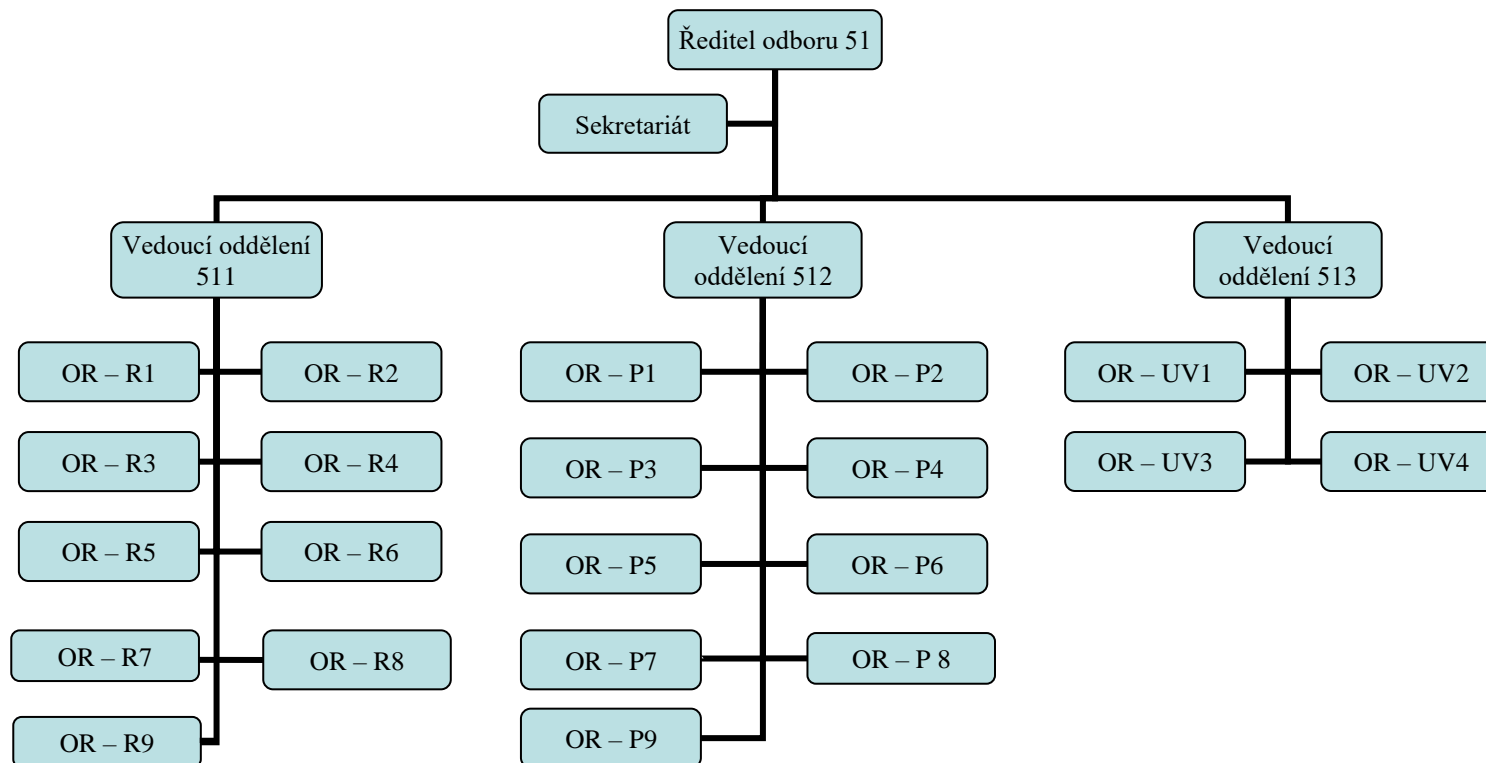 Ředitel odboru 51
Sekretariát
Vedoucí oddělení
511
Vedoucí
oddělení 512
Vedoucí
oddělení 513
OR – R1
OR – R2
OR – P1
OR – P2
OR – UV1
OR – UV2
OR – R3
OR – R4
OR – P3
OR – P4
OR – UV3
OR – UV4
OR – R5
OR – R6
OR – P5
OR – P6
OR – R7
OR – R8
OR – P7
OR – P 8
OR – R9
OR – P9